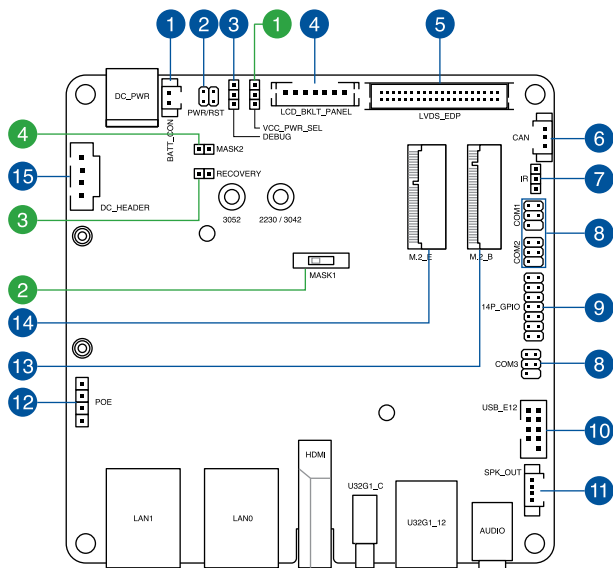 1
2
3
1
4
5
DC_PWR
BATT_CON
PWR/RST
LCD_BKLT_PANEL
LVDS_EDP
VCC_PWR_SEL
DEBUG
4
MASK2
CAN
6
15
DC_HEADER
3
RECOVERY
IR
7
3052
2230 / 3042
COM1
COM2
8
M.2_E
M.2_B
2
MASK1
14
14P_GPIO
9
13
COM3
8
12
POE
USB_E12
10
HDMI
SPK_OUT
U32G1_C
11
LAN1
LAN0
U32G1_12
AUDIO